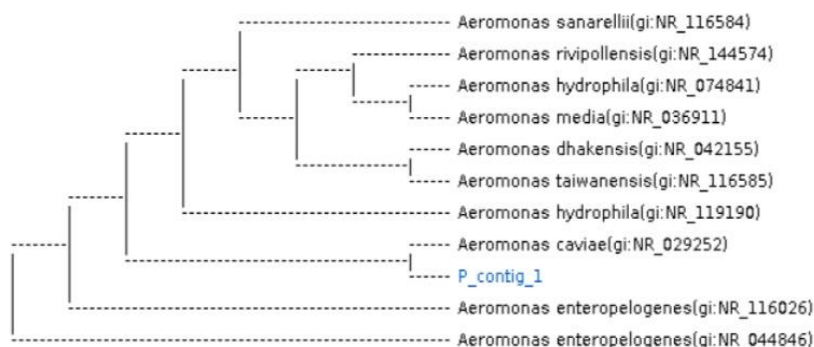 Aeromonas sanarellii(gi:NR_116584)
Aeromonas rivipollensis(gi:NR_144574)
Aeromonas hydrophila(gi:NR_074841)
Aeromonas media(gi:NR_036911)
Aeromonas dhakensis(gi:NR_042155)
Aeromonas taiwanensis(gi:NR_116585)
Aeromonas hydrophila(gi:NR_119190)
Aeromonas caviae(gi:NR_029252)
P_contig_1
Aeromonas enteropelogenes(gi:NR_116026)
Aeromonas enteropelogenes(gi:NR_044846)